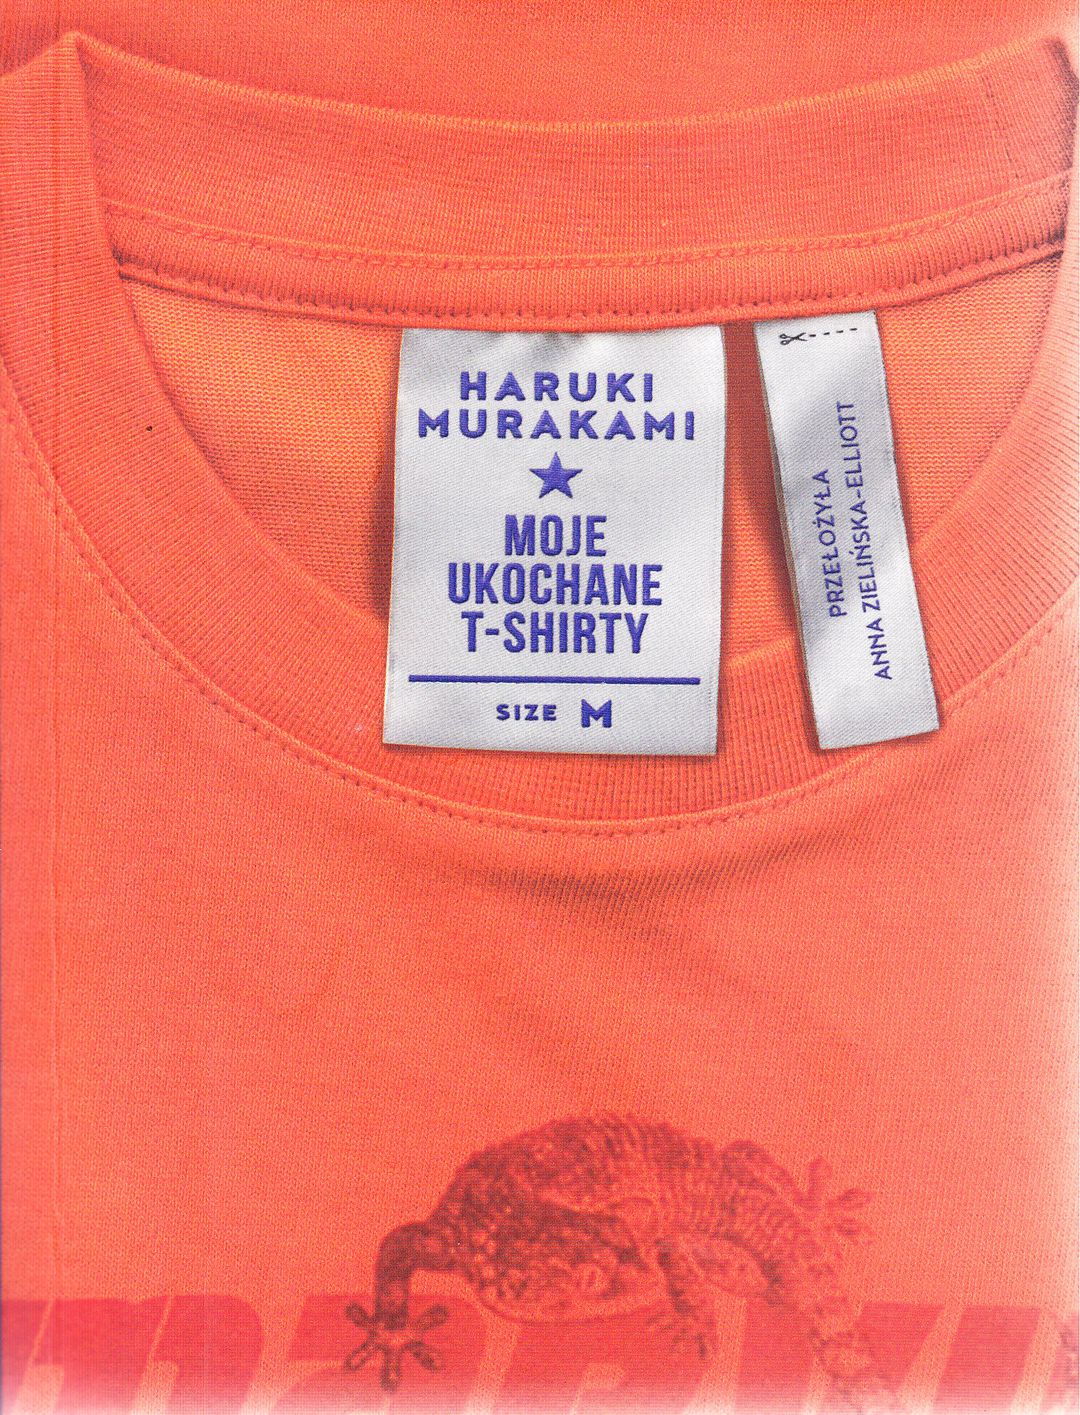 HARUKI
MURAKAMI
MOJE
UKOCHANE
T-SHIRTY
SIZE M
PRZEŁOŻYŁA
ANNA ZIELIŃSKA-ELLIOTT